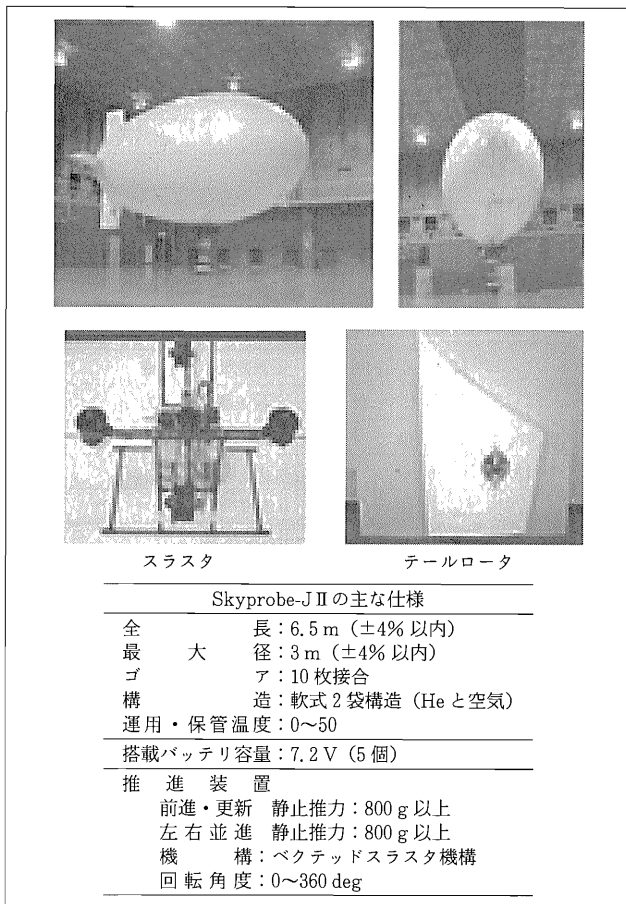 スラスタ
テールロータ
Skyprobe-JⅡの主な仕様
全長：6.5 m（±4% 以内）
最大径：3 m（±4% 以内）
ゴア：10 枚接合
構造：軟式 2 袋構造（He と空気）
運用・保管温度：0～50
搭載バッテリ容量：7.2 V（5 個）
推進装置
前進・更新 静止推力：800 g 以上
左右並進 静止推力：800 g 以上
機構：ベクテッドスラスタ機構
回転角度：0～360 deg